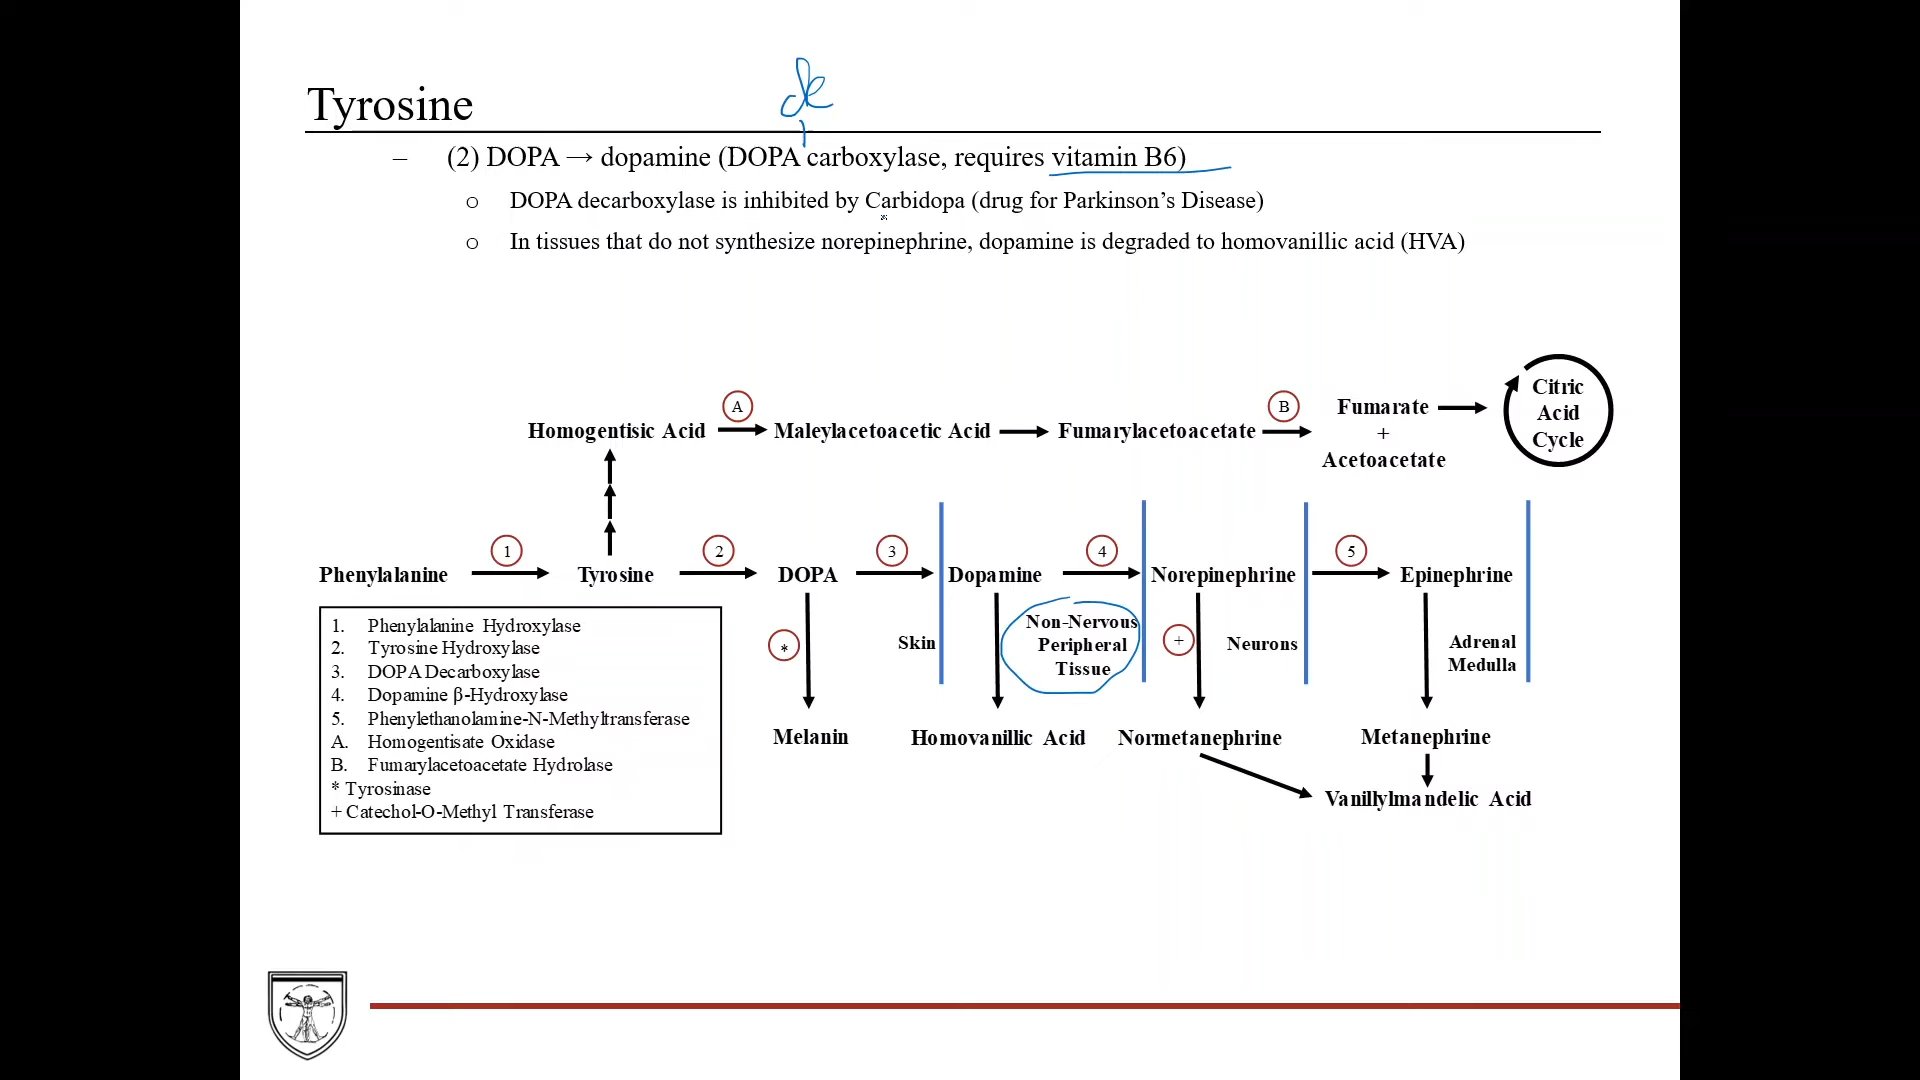 de
Tyrosine
– (2) DOPA → dopamine (DOPA carboxylase, requires vitamin B6)
o DOPA decarboxylase is inhibited by Carbidopa (drug for Parkinson’s Disease)
o In tissues that do not synthesize norepinephrine, dopamine is degraded to homovanillic acid (HVA)
Homogentisic Acid
A
Maleylacetoacetic Acid
Fumarylacetoacetate
B
Fumarate
+
Acetoacetate
Citric
Acid
Cycle
Phenylalanine
1
Tyrosine
2
DOPA
3
Dopamine
4
Norepinephrine
5
Epinephrine
*
Skin
Non-Nervous
Peripheral
Tissue
+
Neurons
Adrenal
Medulla
Melanin
Homovanillic Acid
Normetanephrine
Metanephrine
Vanillylmandelic Acid
1. Phenylalanine Hydroxylase
2. Tyrosine Hydroxylase
3. DOPA Decarboxylase
4. Dopamine β-Hydroxylase
5. Phenylethanolamine-N-Methyltransferase
A. Homogentisate Oxidase
B. Fumarylacetoacetate Hydrolase
* Tyrosinase
+ Catechol-O-Methyl Transferase